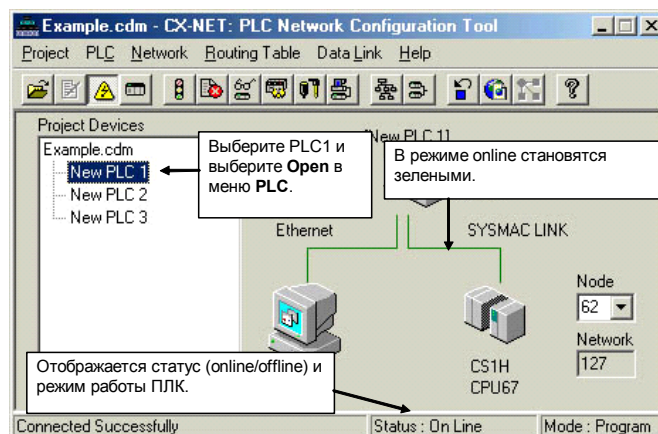 Example.cdm - CX-NET: PLC Network Configuration Tool
Project PLC Network Routing Table Data Link Help
Project Devices
Example.cdm
New PLC 1
New PLC 2
New PLC 3
Выберите PLC1 и
выберите Open в
меню PLC.
[New PLC 1]
В режиме online становятся
зелеными.
Ethernet
SYSMAC LINK
Node
62
Network
127
CS1H
CPU67
Отображается статус (online/offline) и
режим работы ПЛК.
Connected Successfully
Status : On Line
Mode : Program